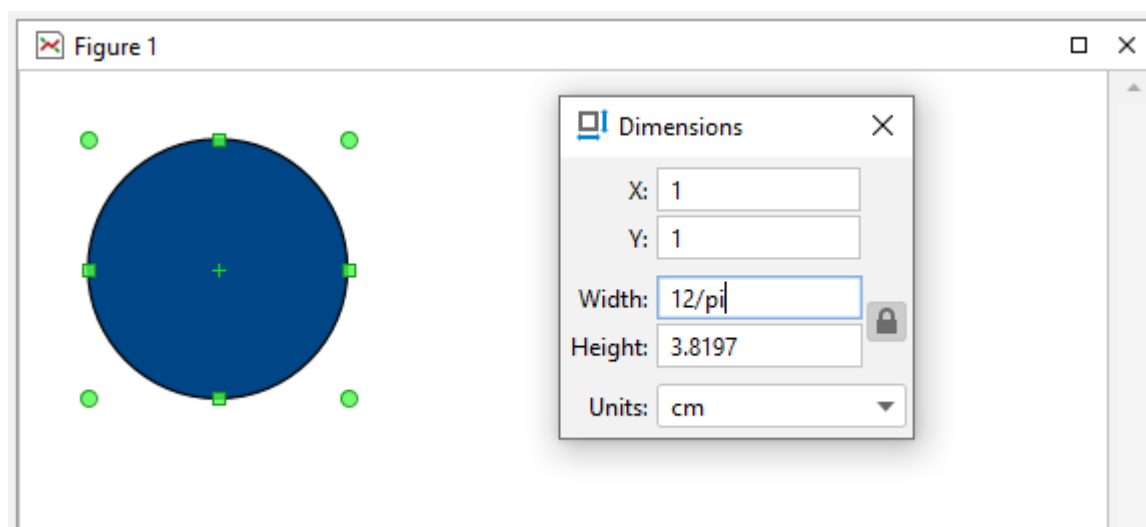 Figure 1
Dimensions
X: 1
Y: 1
Width: 12/pi
Height: 3.8197
Units: cm